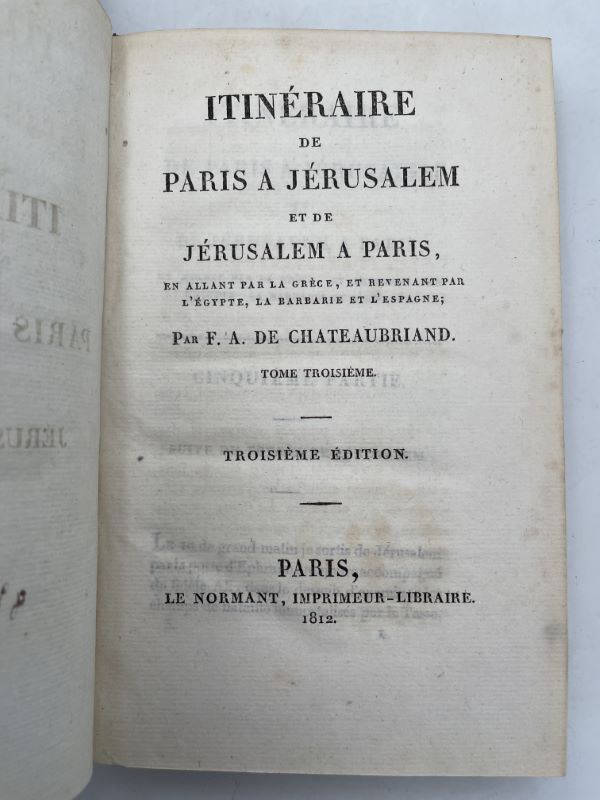 ITINÉRAIRE
DE
PARIS A JÉRUSALEM
ET DE
JÉRUSALEM A PARIS,
EN ALLANT PAR LA GRÈCE, ET REVENANT PAR
L'ÉGYPTE, LA BARBARIE ET L'ESPAGNE;
PAR F. A. DE CHATEAUBRIAND.
TOME TROISIÈME.
TROISIÈME ÉDITION.
PARIS,
LE NORMANT, IMPRIMEUR-LIBRAIRE.
1812.